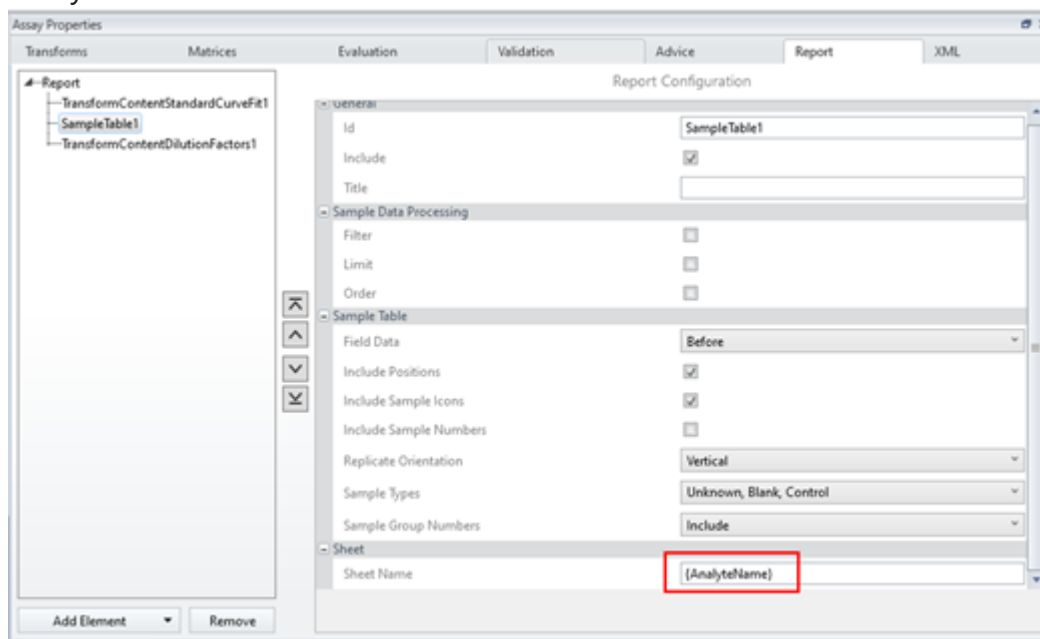 Assay Properties
Transforms Matrices Evaluation Validation Advice Report XML
Report
TransformContentStandardCurveFit1
SampleTable1
TransformContentDilutionFactors1
Add Element Remove
Report Configuration
General
Id SampleTable1
Include
Title
Sample Data Processing
Filter
Limit
Order
Sample Table
Field Data Before
Include Positions
Include Sample Icons
Include Sample Numbers
Replicate Orientation Vertical
Sample Types Unknown, Blank, Control
Sample Group Numbers Include
Sheet
Sheet Name {AnalyteName}